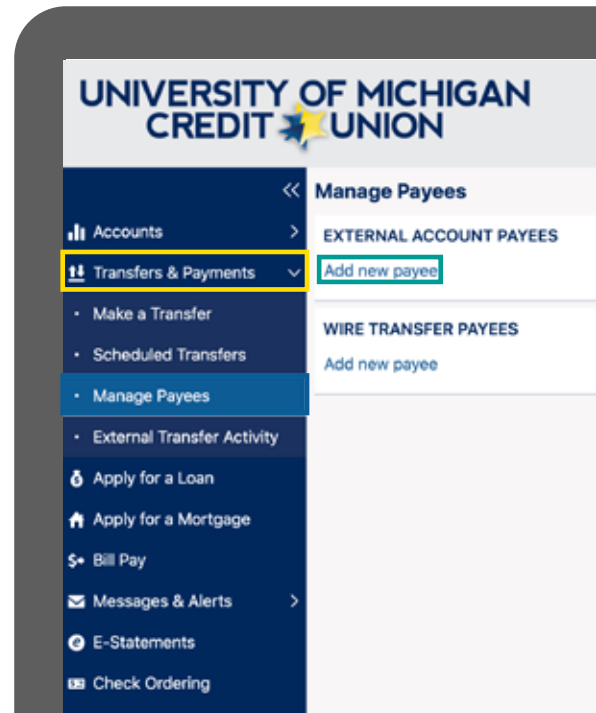 UNIVERSITY OF MICHIGAN
CREDIT UNION
Accounts
Transfers & Payments
Make a Transfer
Scheduled Transfers
Manage Payees
External Transfer Activity
Apply for a Loan
Apply for a Mortgage
Bill Pay
Messages & Alerts
E-Statements
Check Ordering
Manage Payees
EXTERNAL ACCOUNT PAYEES
Add new payee
WIRE TRANSFER PAYEES
Add new payee